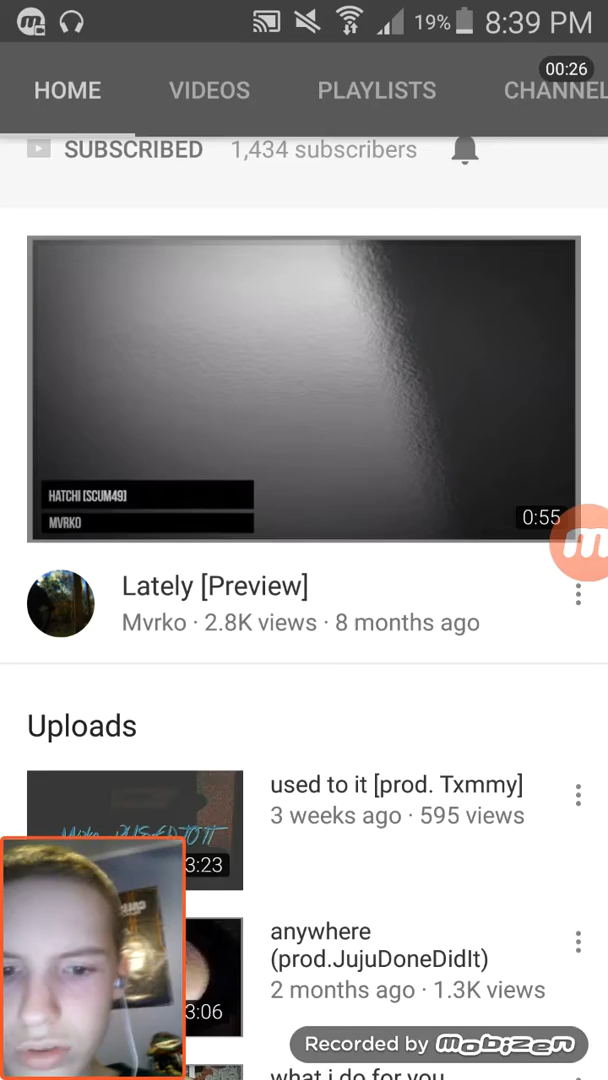 19% 8:39 PM
00:26
HOME VIDEOS PLAYLISTS CHANNEL
SUBSCRIBED 1,434 subscribers
HATCHI [SCUM49]
MVRKO
0:55
Lately [Preview]
Mvrko · 2.8K views · 8 months ago
Uploads
used to it [prod. Txmmy]
3 weeks ago · 595 views
3:23
anywhere
(prod.JujuDoneDidIt)
2 months ago · 1.3K views
3:06
Recorded by mobizen
what i do for you